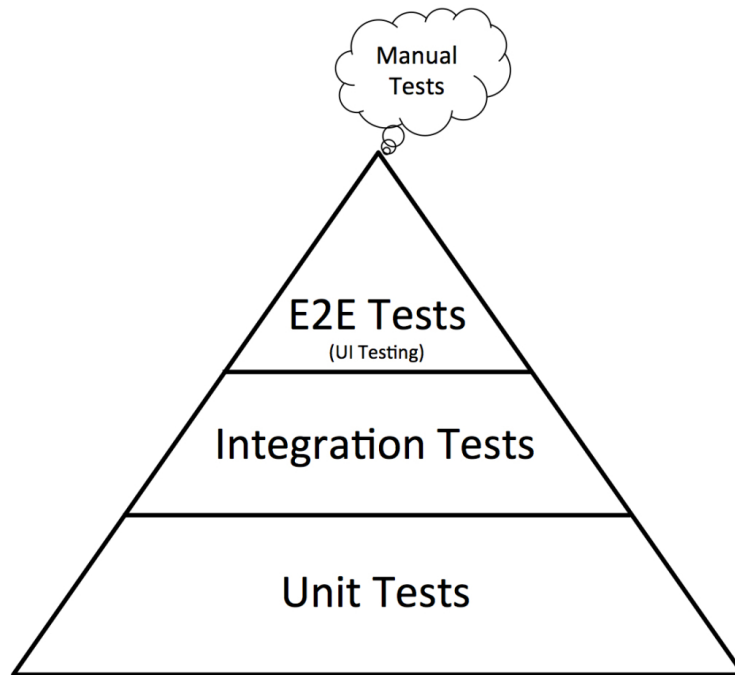 Manual
Tests
E2E Tests
(UI Testing)
Integration Tests
Unit Tests